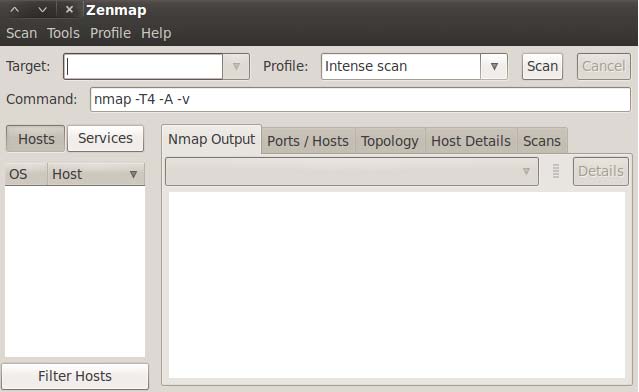 Zenmap
Scan Tools Profile Help
Target: Profile: Intense scan Scan Cancel
Command: nmap -T4 -A -v
Hosts Services Nmap Output Ports / Hosts Topology Host Details Scans
OS Host Details
Filter Hosts